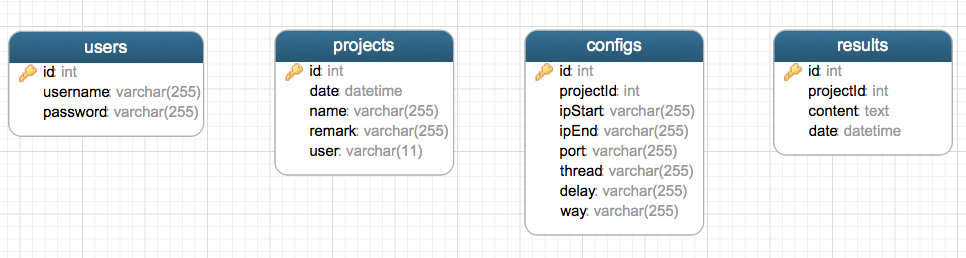 users
id: int
username: varchar(255)
password: varchar(255)
projects
id: int
date: datetime
name: varchar(255)
remark: varchar(255)
user: varchar(11)
configs
id: int
projectId: int
ipStart: varchar(255)
ipEnd: varchar(255)
port: varchar(255)
thread: varchar(255)
delay: varchar(255)
way: varchar(255)
results
id: int
projectId: int
content: text
date: datetime